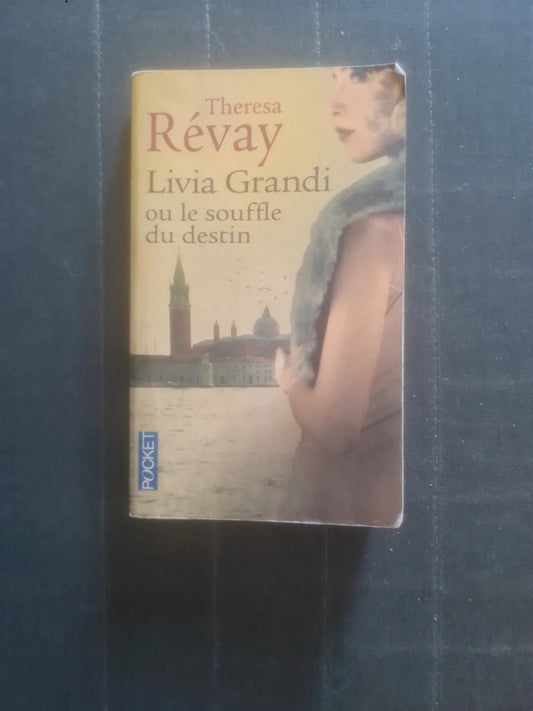 Theresa
Révay
Livia Grandi
ou le souffle
du destin
POCKET